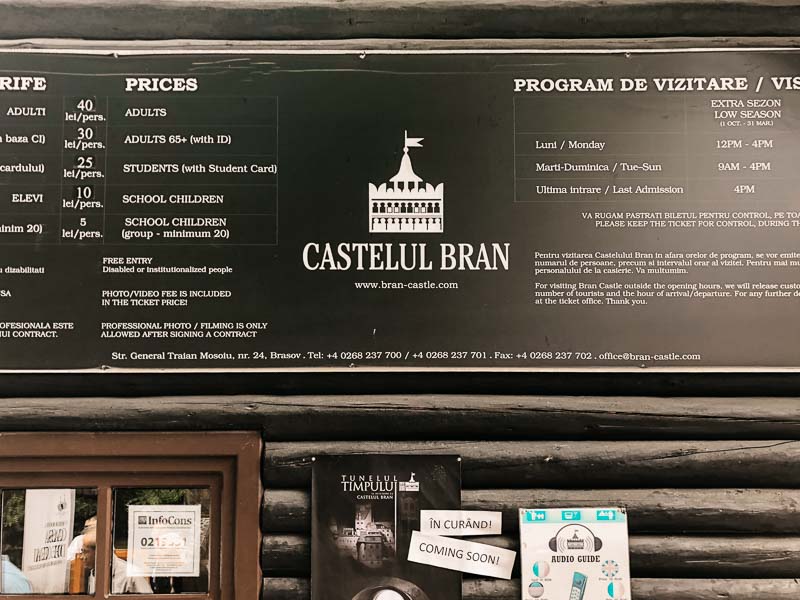 RIFE PRICES
ADULTI 40 lei/pers. ADULTS
baza CI) 30 lei/pers. ADULTS 65+ (with ID)
cardului) 25 lei/pers. STUDENTS (with Student Card)
ELEVI 10 lei/pers. SCHOOL CHILDREN
minim 20) 5 lei/pers. SCHOOL CHILDREN
(group - minimum 20)
dizabilitati
FREE ENTRY
Disabled or institutionalized people
PHOTO/VIDEO FEE IS INCLUDED
IN THE TICKET PRICE!
OFESIONALA ESTE
UI CONTRACT.
PROFESSIONAL PHOTO / FILMING IS ONLY
ALLOWED AFTER SIGNING A CONTRACT
CASTELUL BRAN
www.bran-castle.com
PROGRAM DE VIZITARE / VIS
EXTRA SEZON
LOW SEASON
(1 OCT. - 31 MAR.)
Luni / Monday 12PM - 4PM
Marti-Duminica / Tue-Sun 9AM - 4PM
Ultima intrare / Last Admission 4PM
VA RUGAM PASTRATI BILETUL PENTRU CONTROL, PE TOA
PLEASE KEEP THE TICKET FOR CONTROL, DURING TH
Pentru vizitarea Castelului Bran in afara orelor de program, se vor emite
numarul de persoane, precum si intervalul orar al vizitei. Pentru mai mu
personalului de la casierie. Va multumim.
For visiting Bran Castle outside the opening hours, we will release custo
number of tourists and the hour of arrival/departure. For any further de
at the ticket office. Thank you.
Str. General Traian Mosoiu, nr. 24, Brasov . Tel: +4 0268 237 700 / +4 0268 237 701 . Fax: +4 0268 237 702 . office@bran-castle.com
InfoCons
TUNELUL
TIMPULUI
CASTELUL BRAN
ÎN CURÂND!
COMING SOON!
AUDIO GUIDE